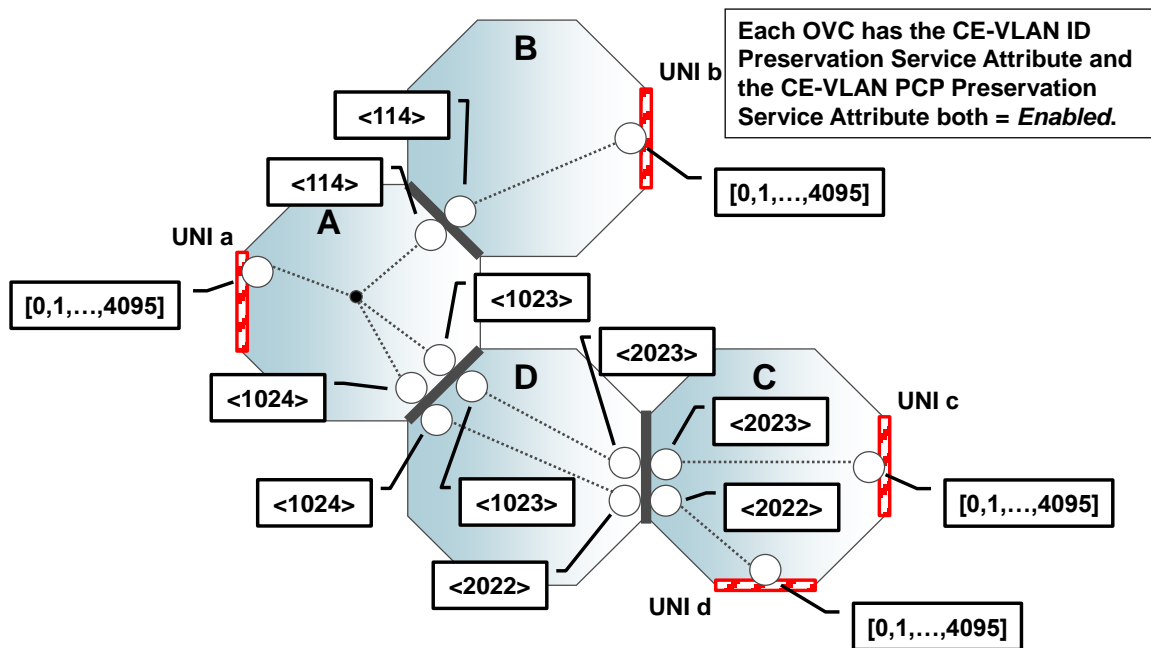 B
Each OVC has the CE-VLAN ID
Preservation Service Attribute and
the CE-VLAN PCP Preservation
Service Attribute both = Enabled.
UNI b
<114>
<114>
[0,1,…,4095]
A
UNI a
[0,1,…,4095]
<1023>
<2023>
D
C
<1024>
UNI c
<2023>
<1024>
<1023>
<2022>
[0,1,…,4095]
<2022>
UNI d
[0,1,…,4095]